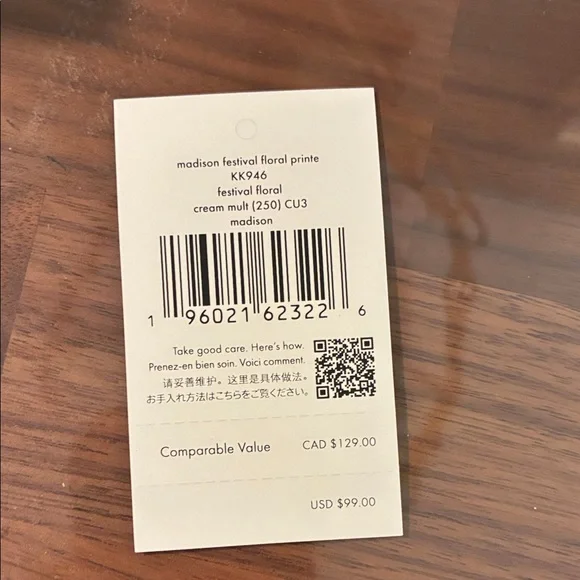 madison festival floral printe
KK946
festival floral
cream mult (250) CU3
madison
1 96021 62322 6
Take good care. Here's how.
Prenez-en bien soin. Voici comment.
请妥善维护。这里是具体做法。
お手入れ方法はこちらをご覧ください。
Comparable Value CAD $129.00
USD $99.00